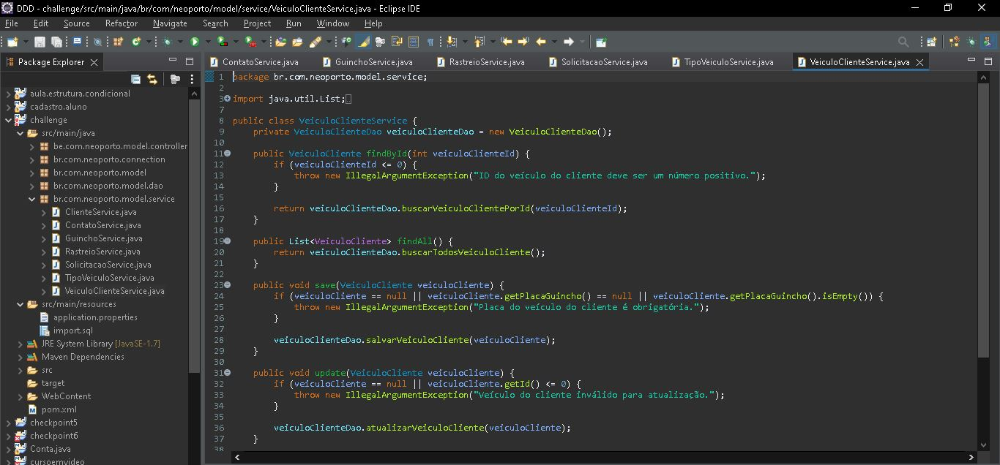 DDD - challenge/src/main/java/br/com/neoporto/model/service/VeiculoClienteService.java - Eclipse IDE
File Edit Source Refactor Navigate Search Project Run Window Help
Package Explorer
aula.estrutura.condicional
cadastro.aluno
challenge
src/main/java
be.com.neoporto.model.controller
br.com.neoporto.connection
br.com.neoporto.model
br.com.neoporto.model.dao
br.com.neoporto.model.service
ClienteService.java
ContatoService.java
GuinchoService.java
RastreioService.java
SolicitacaoService.java
TipoVeiculoService.java
VeiculoClienteService.java
src/main/resources
application.properties
import.sql
JRE System Library [JavaSE-1.7]
Maven Dependencies
src
target
WebContent
pom.xml
checkpoint5
checkpoint6
Conta.java
cursoemvideo
ContatoService.java GuinchoService.java RastreioService.java SolicitacaoService.java TipoVeiculoService.java VeiculoClienteService.java
1 package br.com.neoporto.model.service;
2
3 import java.util.List;
7
8 public class VeiculoClienteService {
9 private VeiculoClienteDao veiculoClienteDao = new VeiculoClienteDao();
10
11 public VeiculoCliente findById(int veiculoClienteId) {
12 if (veiculoClienteId <= 0) {
13 throw new IllegalArgumentException("ID do veículo do cliente deve ser um número positivo.");
14 }
15
16 return veiculoClienteDao.buscarVeiculoClientePorId(veiculoClienteId);
17 }
18
19 public List<VeiculoCliente> findAll() {
20 return veiculoClienteDao.buscarTodosVeiculoCliente();
21 }
22
23 public void save(VeiculoCliente veiculoCliente) {
24 if (veiculoCliente == null || veiculoCliente.getPlacaGuincho() == null || veiculoCliente.getPlacaGuincho().isEmpty()) {
25 throw new IllegalArgumentException("Placa do veículo do cliente é obrigatória.");
26 }
27
28 veiculoClienteDao.salvarVeiculoCliente(veiculoCliente);
29 }
30
31 public void update(VeiculoCliente veiculoCliente) {
32 if (veiculoCliente == null || veiculoCliente.getId() <= 0) {
33 throw new IllegalArgumentException("Veículo do cliente inválido para atualização.");
34 }
35
36 veiculoClienteDao.atualizarVeiculoCliente(veiculoCliente);
37 }
38